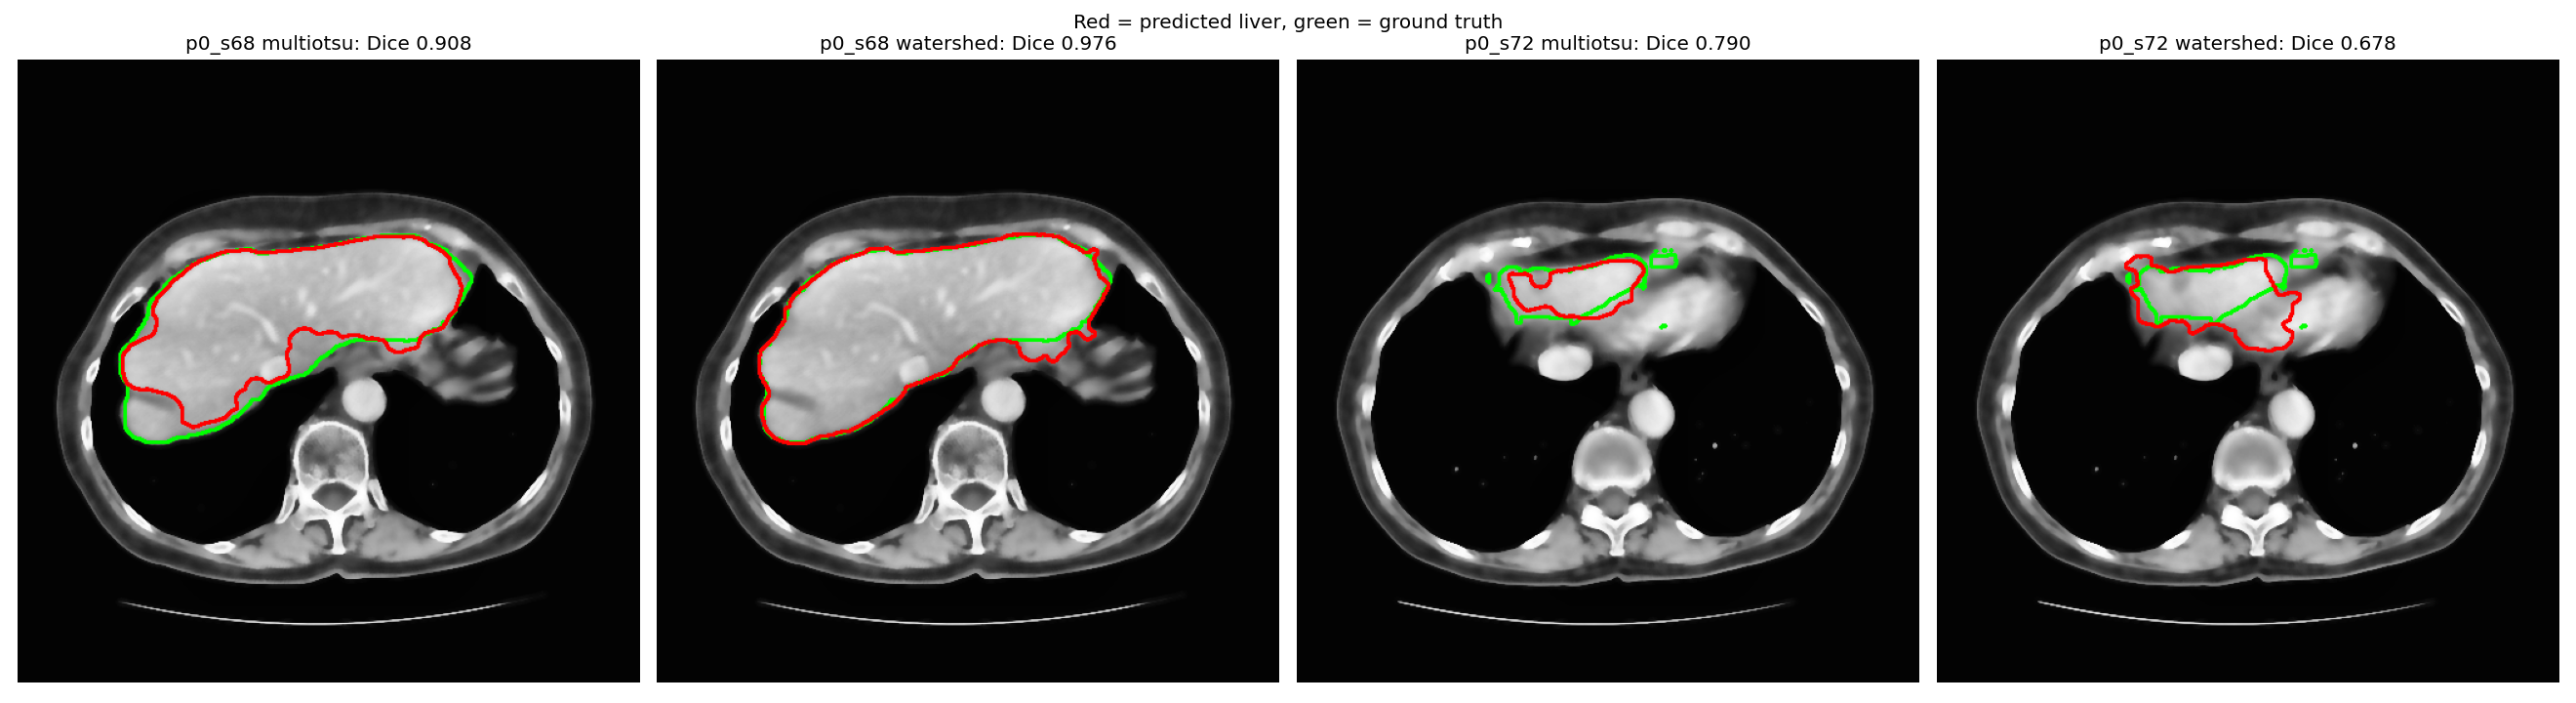 Red = predicted liver, green = ground truth
p0_s68 multiotsu: Dice 0.908
p0_s68 watershed: Dice 0.976
p0_s72 multiotsu: Dice 0.790
p0_s72 watershed: Dice 0.678